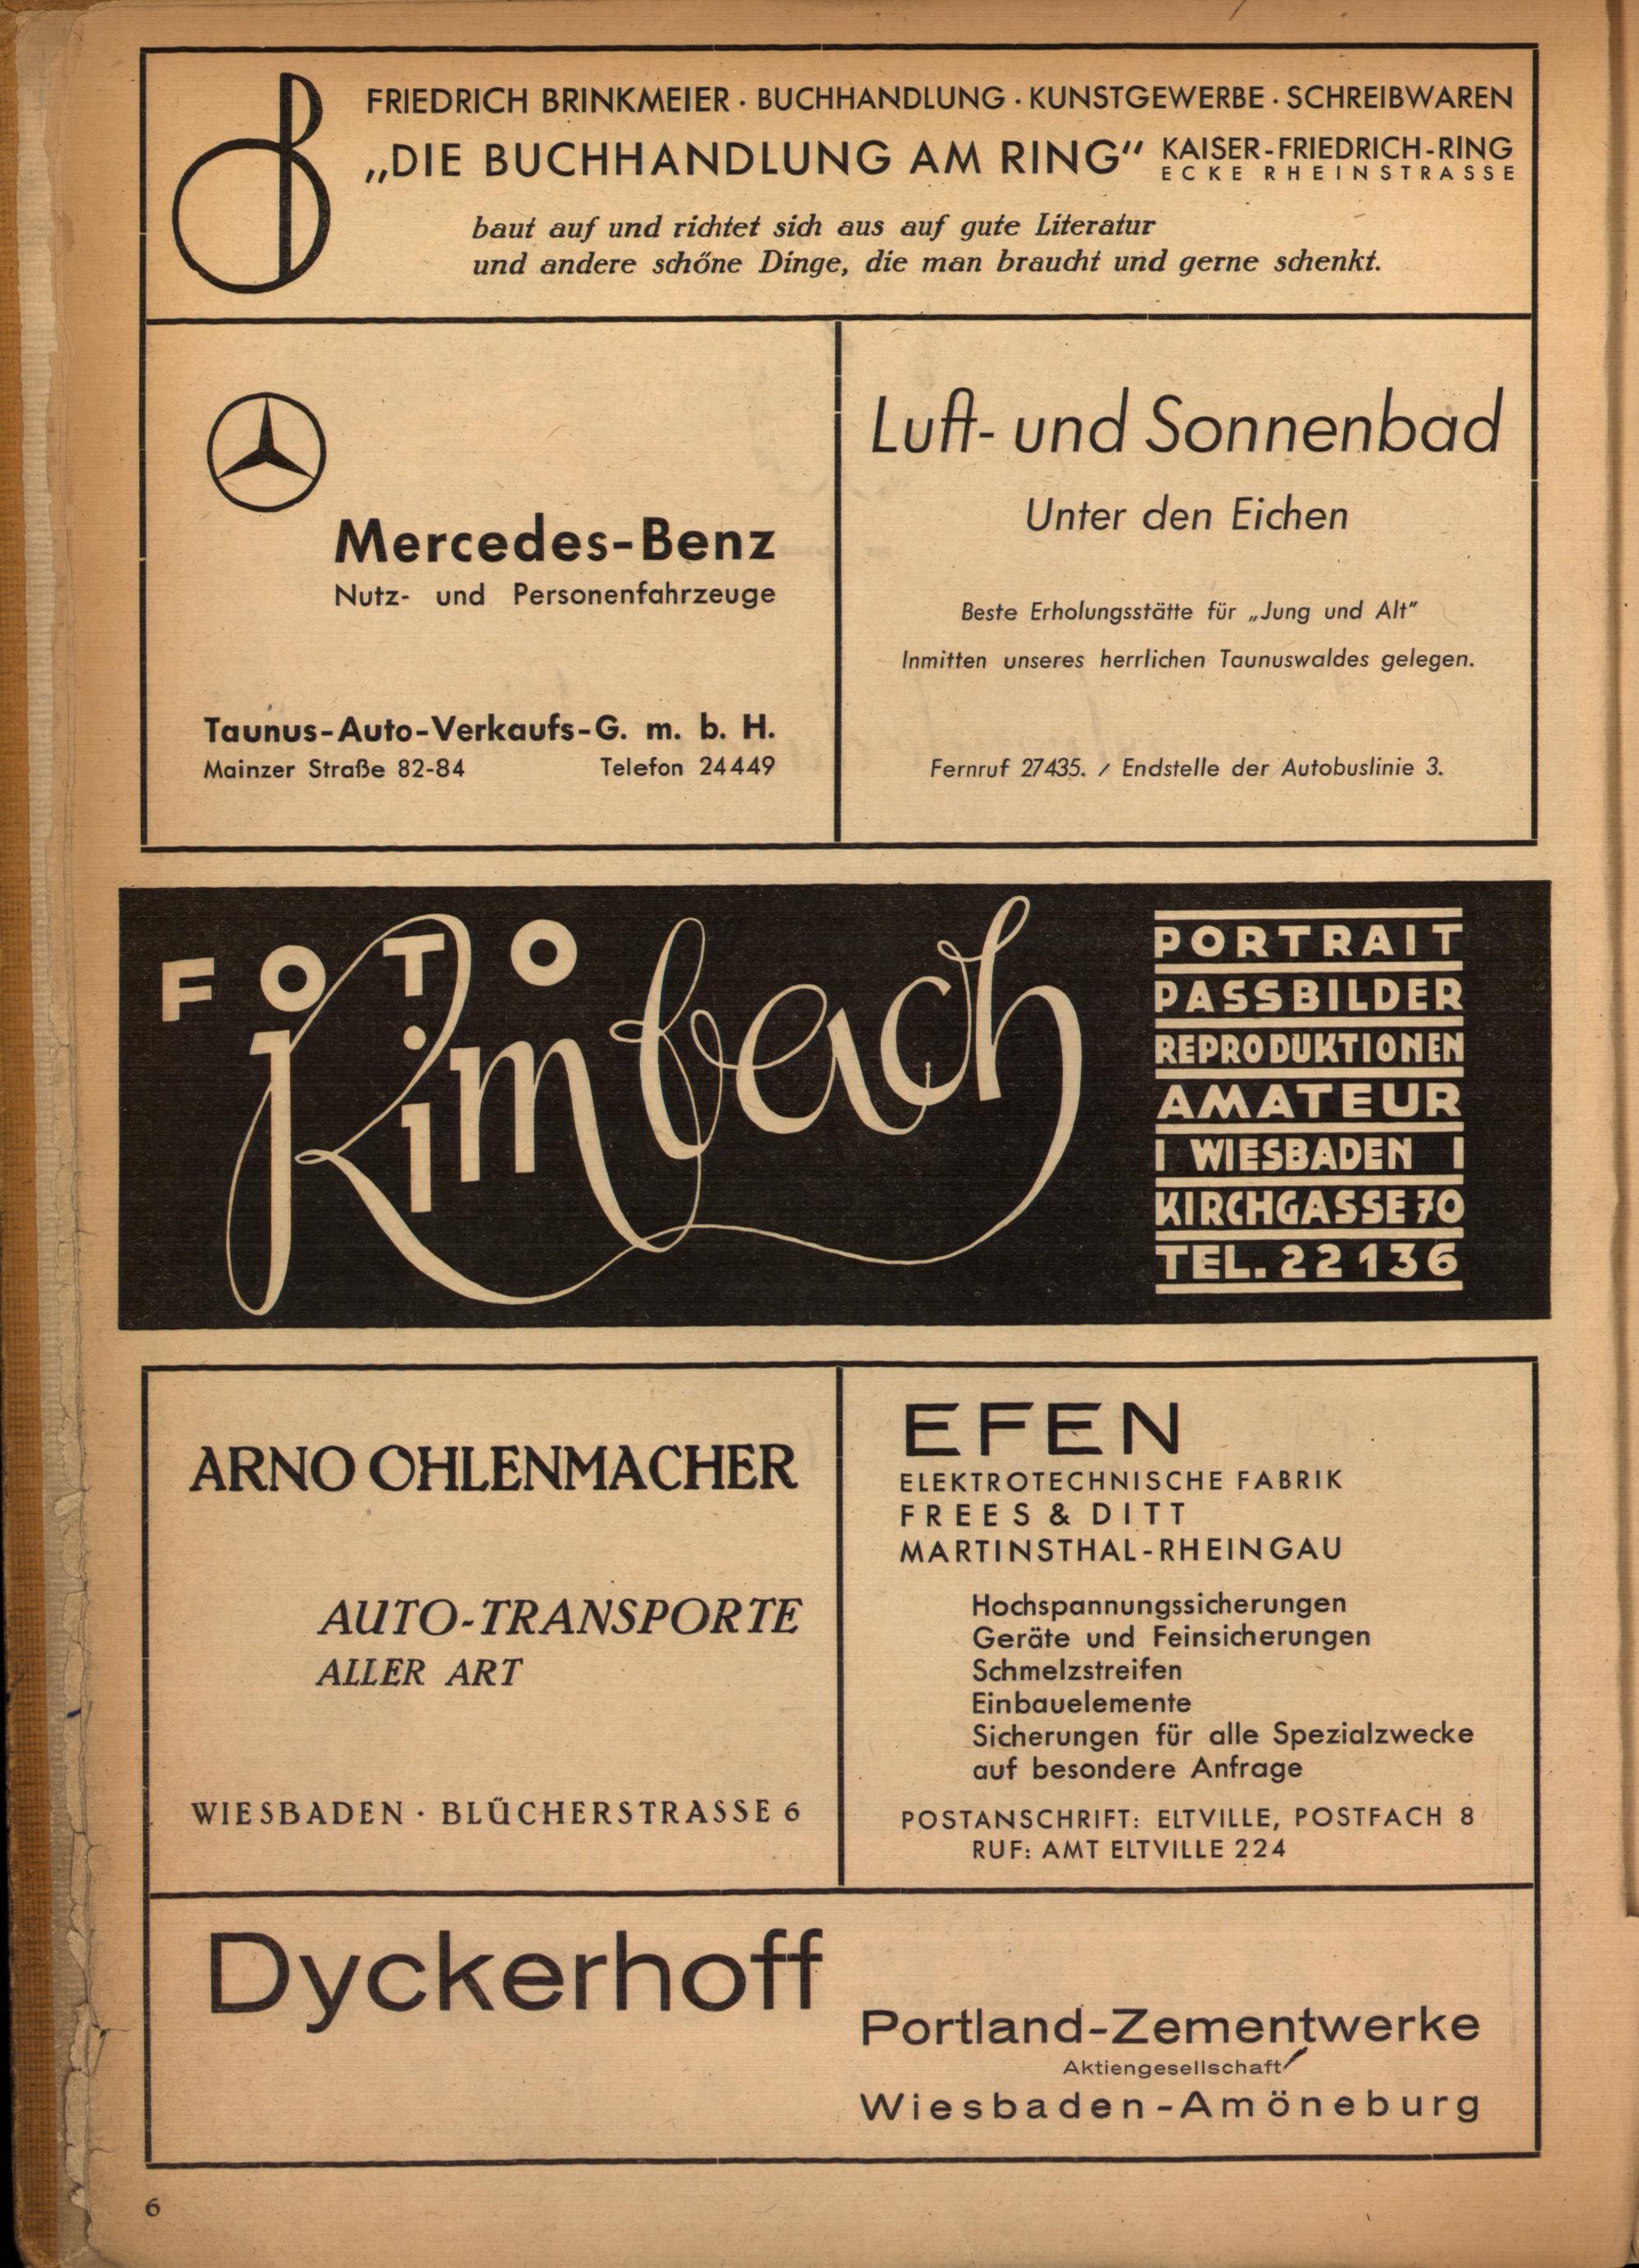 FRIEDRICH BRINKMEIER · BUCHHANDLUNG · KUNSTGEWERBE · SCHREIBWAREN
„DIE BUCHHANDLUNG AM RING“ KAISER-FRIEDRICH-RING
ECKE RHEINSTRASSE
baut auf und richtet sich aus auf gute Literatur
und andere schöne Dinge, die man braucht und gerne schenkt.
Mercedes-Benz
Nutz- und Personenfahrzeuge
Taunus-Auto-Verkaufs-G. m. b. H.
Mainzer Straße 82-84 Telefon 24449
Luft- und Sonnenbad
Unter den Eichen
Beste Erholungsstätte für „Jung und Alt“
Inmitten unseres herrlichen Taunuswaldes gelegen.
Fernruf 27435. / Endstelle der Autobuslinie 3.
FOTO
Rimbach
PORTRAIT
PASSBILDER
REPRODUKTIONEN
AMATEUR
WIESBADEN
KIRCHGASSE 70
TEL. 22136
ARNO OHLENMACHER
AUTO-TRANSPORTE
ALLER ART
WIESBADEN · BLÜCHERSTRASSE 6
EFEN
ELEKTROTECHNISCHE FABRIK
FREES & DITT
MARTINSTHAL-RHEINGAU
Hochspannungssicherungen
Geräte und Feinsicherungen
Schmelzstreifen
Einbauelemente
Sicherungen für alle Spezialzwecke
auf besondere Anfrage
POSTANSCHRIFT: ELTVILLE, POSTFACH 8
RUF: AMT ELTVILLE 224
Dyckerhoff
Portland-Zementwerke
Aktiengesellschaft
Wiesbaden-Amöneburg
6